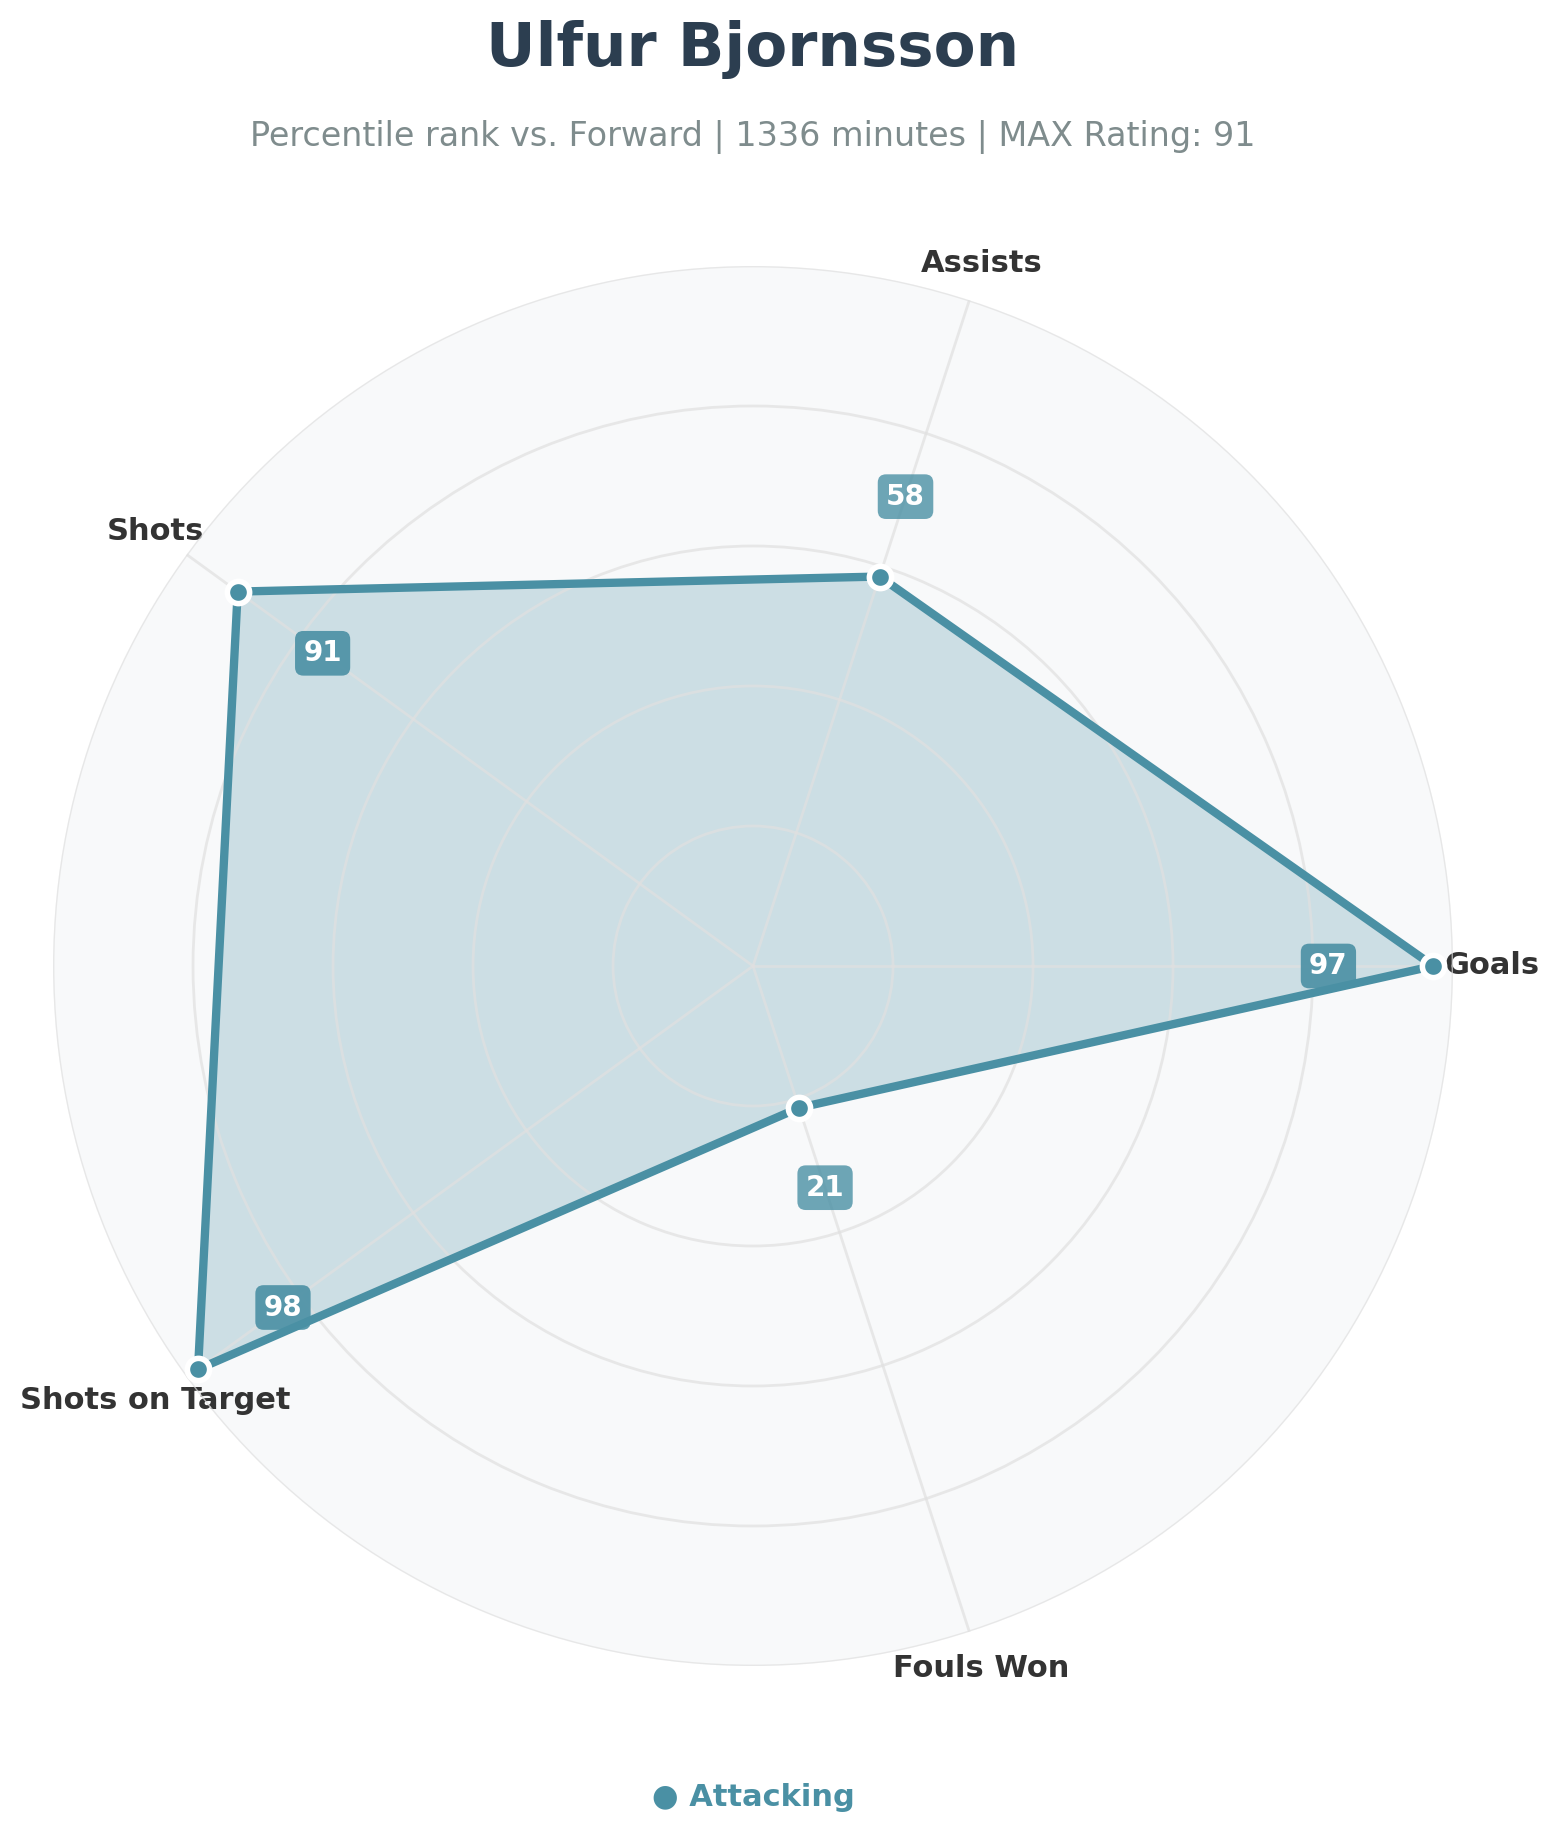 Ulfur Bjornsson
Percentile rank vs. Forward | 1336 minutes | MAX Rating: 91
Assists
58
Shots
91
97
Goals
21
98
Shots on Target
Fouls Won
Attacking